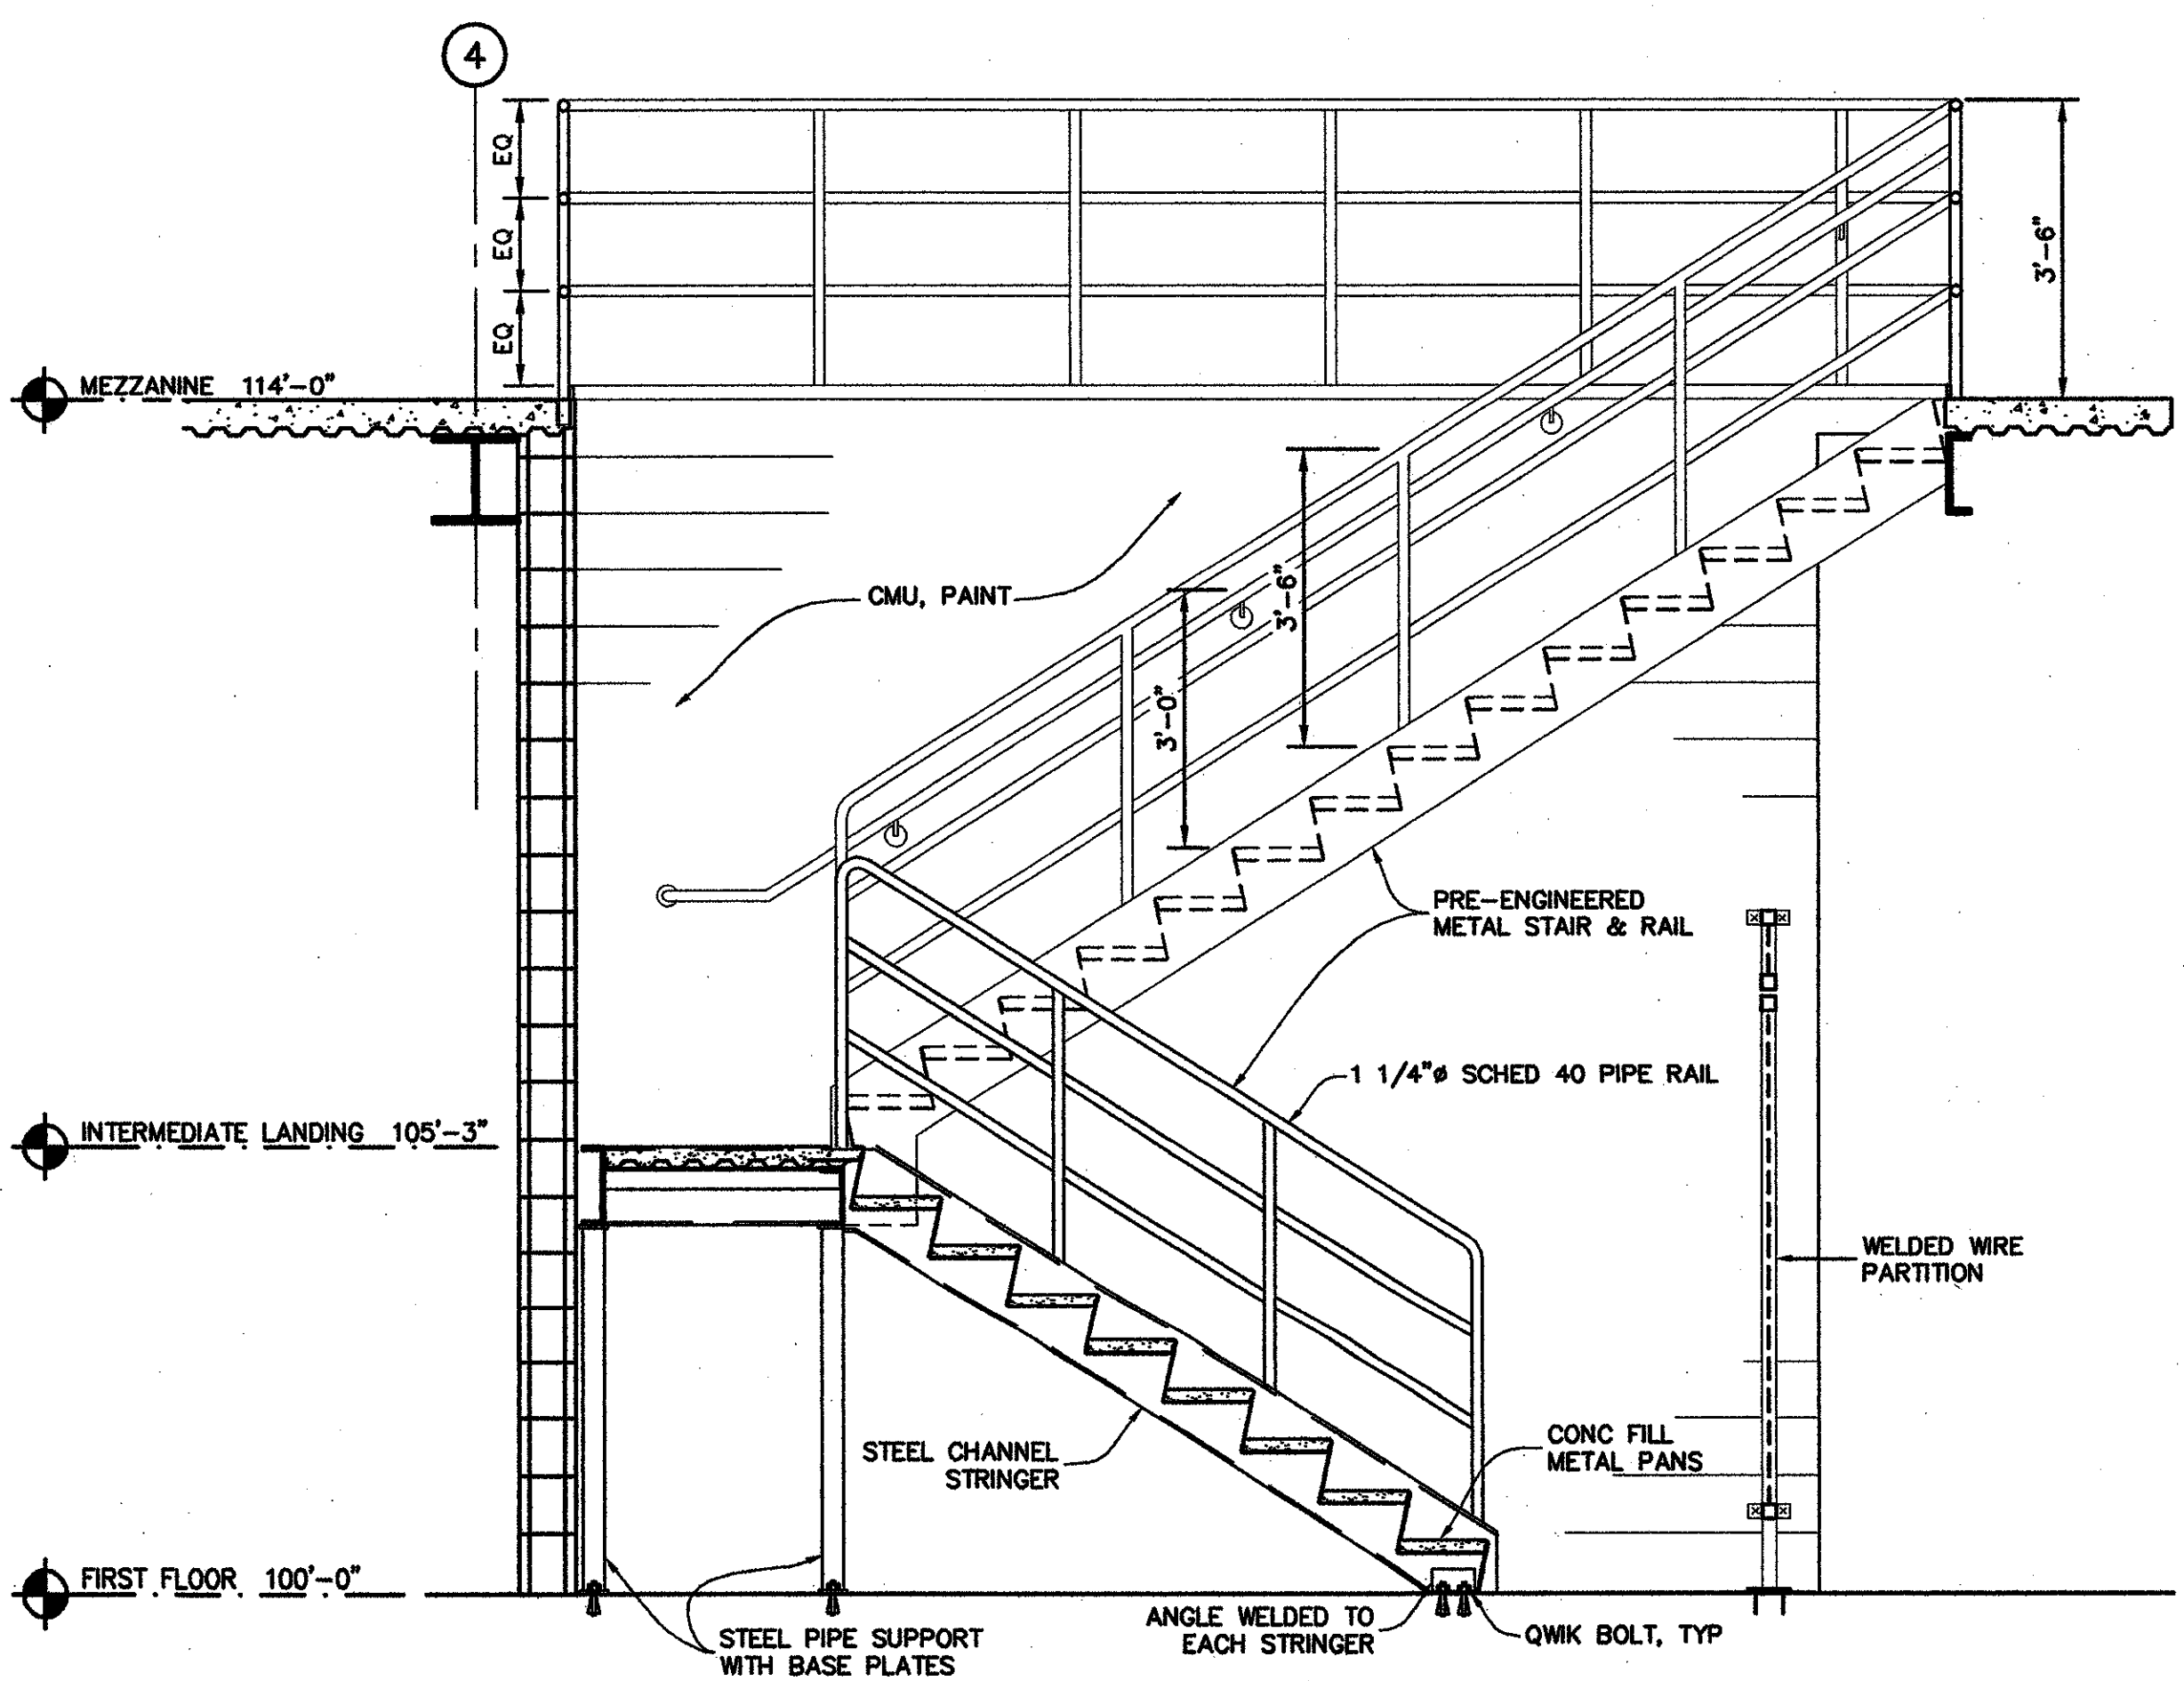 4
EQ
EQ
EQ
3'-6"
MEZZANINE 114'-0"
CMU, PAINT
3'-6"
3'-0"
PRE-ENGINEERED
METAL STAIR & RAIL
1 1/4"ø SCHED 40 PIPE RAIL
INTERMEDIATE LANDING 105'-3"
WELDED WIRE
PARTITION
STEEL CHANNEL
STRINGER
CONC FILL
METAL PANS
FIRST FLOOR 100'-0"
ANGLE WELDED TO
EACH STRINGER
QWIK BOLT, TYP
STEEL PIPE SUPPORT
WITH BASE PLATES